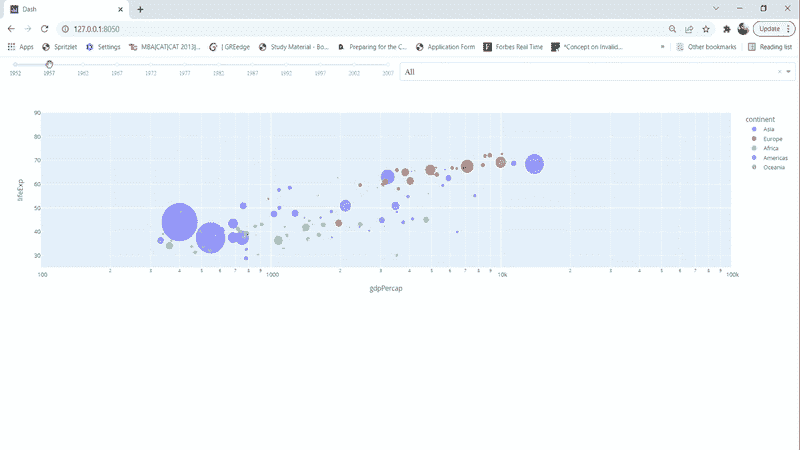 Dash
127.0.0.1:8050
Update
Apps Spritzlet Settings MBA|CAT|CAT 2013|... | GREedge Study Material - Bo... Preparing for the C... Application Form Forbes Real Time *Concept on Invalid... » Other bookmarks Reading list
1952 1957 1962 1967 1972 1977 1982 1987 1992 1997 2002 2007
All
continent
Asia
Europe
Africa
Americas
Oceania
lifeExp
90
80
70
60
50
40
30
100 2 3 4 5 6 7 8 9 1000 2 3 4 5 6 7 8 9 10k 2 3 4 5 6 7 8 9 100k
gdpPercap